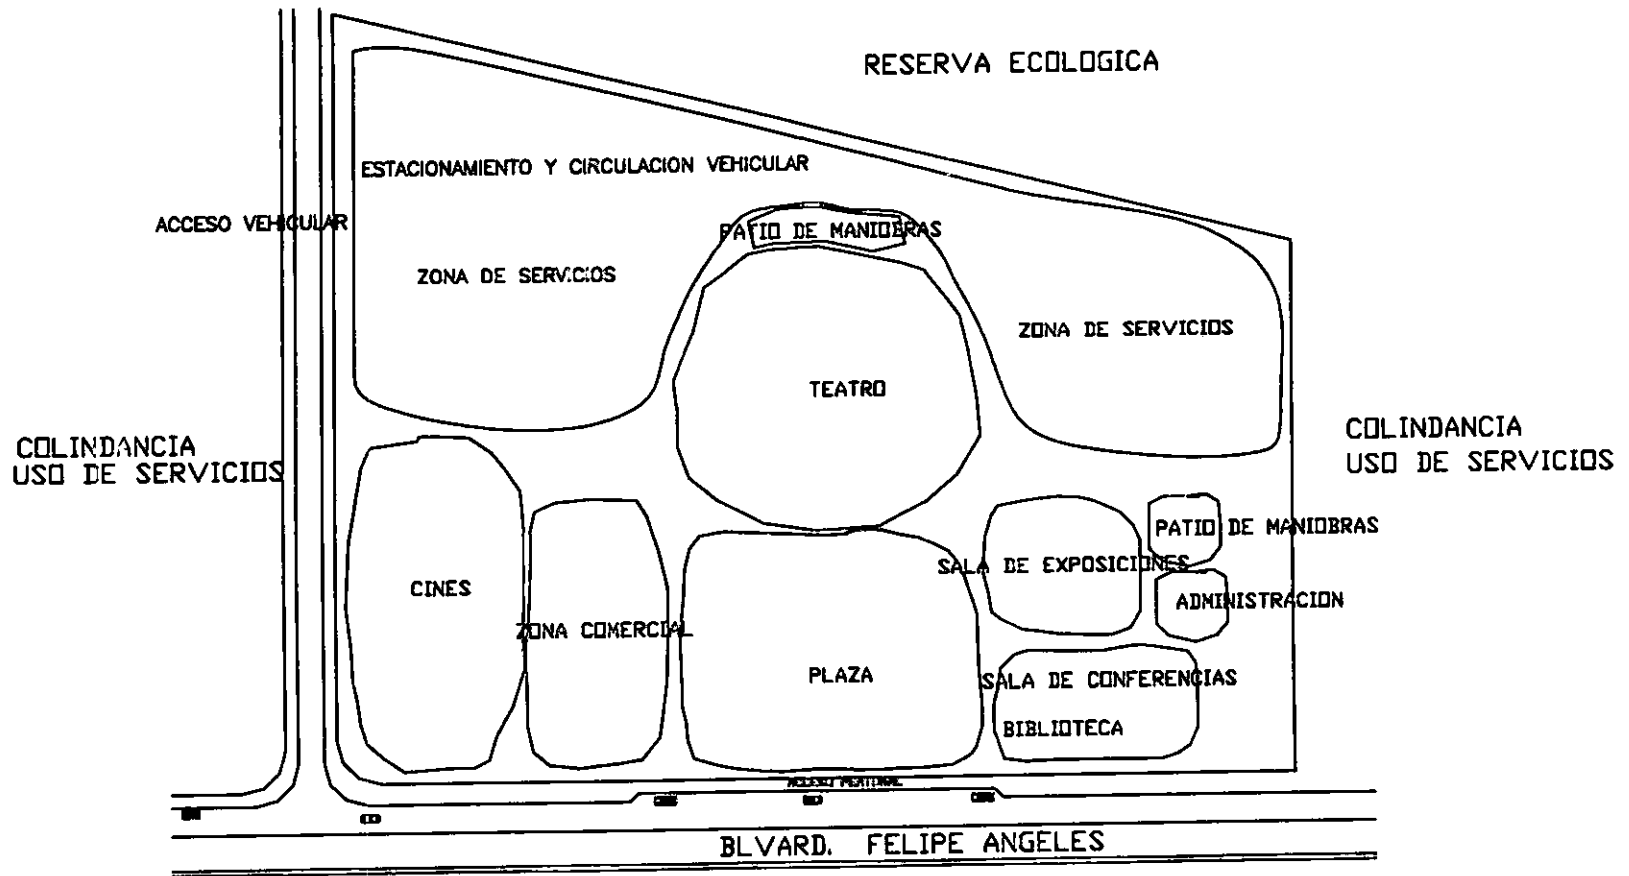 RESERVA ECOLOGICA
ESTACIONAMIENTO Y CIRCULACION VEHICULAR
ACCESO VEHICULAR
PATIO DE MANIOBRAS
ZONA DE SERVICIOS
ZONA DE SERVICIOS
TEATRO
COLINDANCIA
USO DE SERVICIOS
COLINDANCIA
USO DE SERVICIOS
PATIO DE MANIOBRAS
SALA DE EXPOSICIONES
CINES
ADMINISTRACION
ZONA COMERCIAL
PLAZA
SALA DE CONFERENCIAS
BIBLIOTECA
ACCESO PEATONAL
BLVARD. FELIPE ANGELES